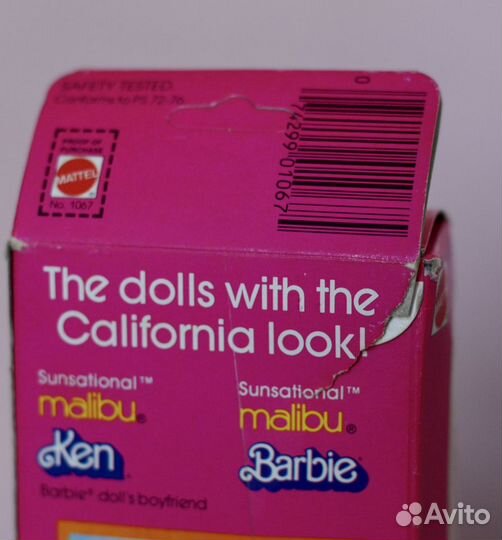 SAFETY TESTED
Conforms to PS 72-76
PROOF OF
PURCHASE
MATTEL
No. 1067
0
74299 01067
The dolls with the
California look!
Sunsational™
malibu®
Ken
Barbie® doll's boyfriend
Sunsational™
malibu®
Barbie®
Avito